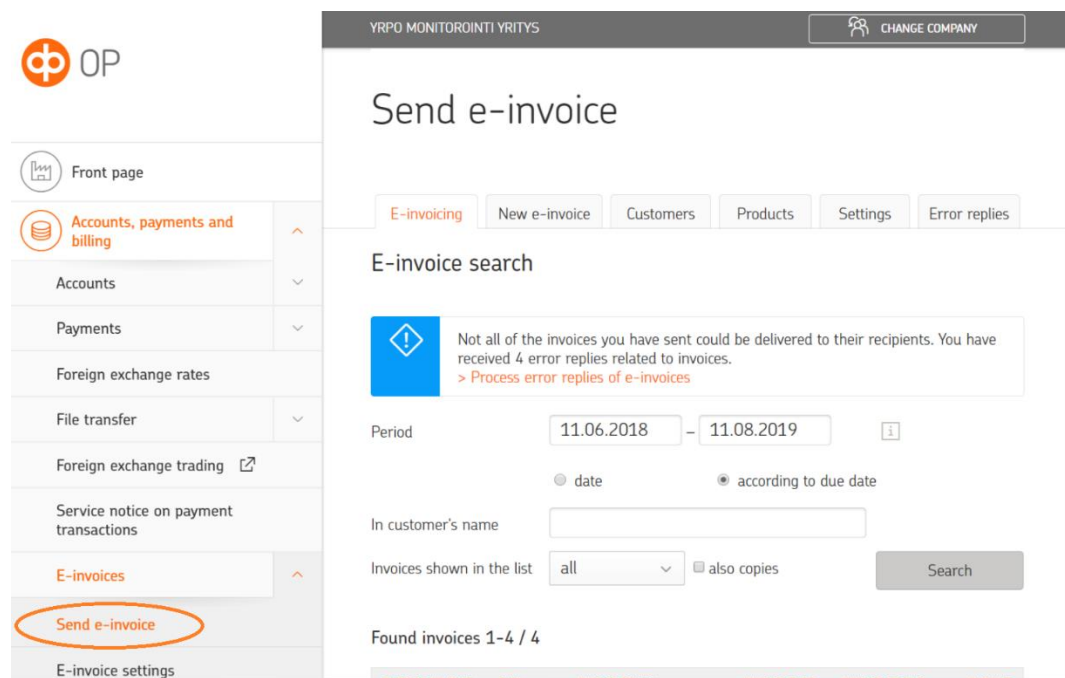 OP
Front page
Accounts, payments and
billing
Accounts
Payments
Foreign exchange rates
File transfer
Foreign exchange trading
Service notice on payment
transactions
E-invoices
Send e-invoice
E-invoice settings
YRPO MONITOROINTI YRITYS
CHANGE COMPANY
Send e-invoice
E-invoicing New e-invoice Customers Products Settings Error replies
E-invoice search
Not all of the invoices you have sent could be delivered to their recipients. You have
received 4 error replies related to invoices.
> Process error replies of e-invoices
Period 11.06.2018 – 11.08.2019 i
date according to due date
In customer's name
Invoices shown in the list all also copies Search
Found invoices 1-4 / 4